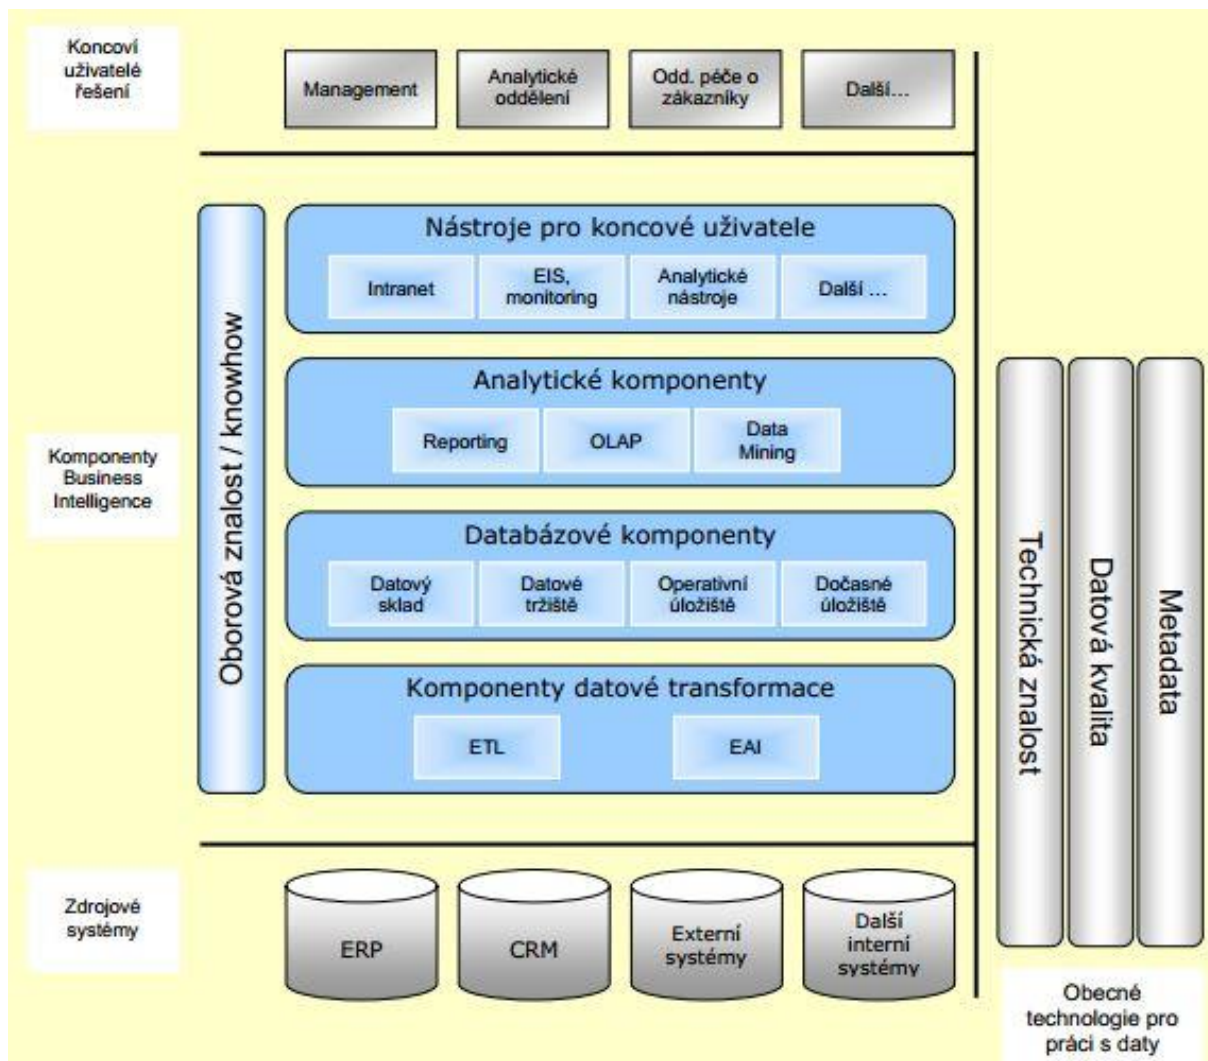 Koncoví
uživatelé
řešení
Management
Analytické
oddělení
Odd. péče o
zákazníky
Další...
Oborová znalost / knowhow
Nástroje pro koncové uživatele
Intranet
EIS,
monitoring
Analytické
nástroje
Další ...
Komponenty
Business
Intelligence
Analytické komponenty
Reporting
OLAP
Data
Mining
Databázové komponenty
Datový
sklad
Datové
tržiště
Operativní
úložiště
Dočasné
úložiště
Komponenty datové transformace
ETL
EAI
Technická znalost
Datová kvalita
Metadata
Zdrojové
systémy
ERP
CRM
Externí
systémy
Další
interní
systémy
Obecné
technologie pro
práci s daty